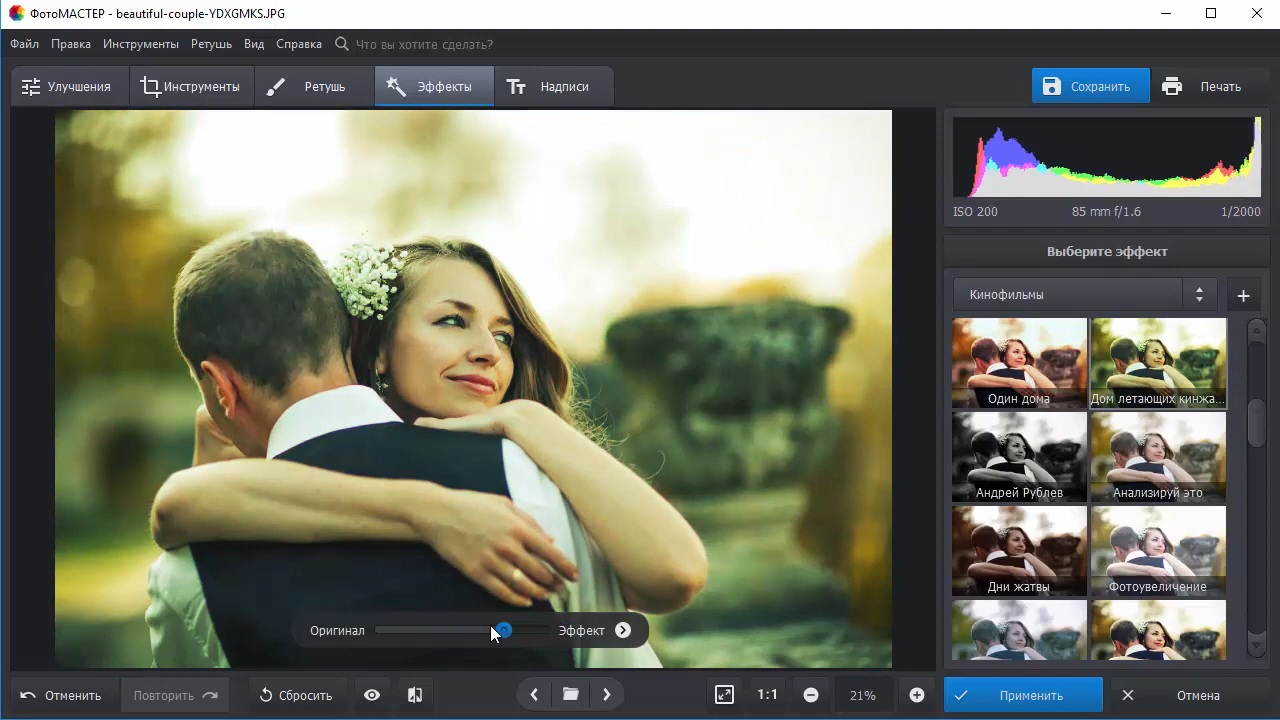 ФотоМАСТЕР - beautiful-couple-YDXGMKS.JPG
Файл Правка Инструменты Ретушь Вид Справка Что вы хотите сделать?
Улучшения Инструменты Ретушь Эффекты Надписи Сохранить Печать
ISO 200 85 mm f/1.6 1/2000
Выберите эффект
Кинофильмы
Один дома Дом летающих кинжа...
Андрей Рублев Анализируй это
Дни жатвы Фотоувеличение
Оригинал Эффект
Отменить Повторить Сбросить 1:1 21% Применить Отмена